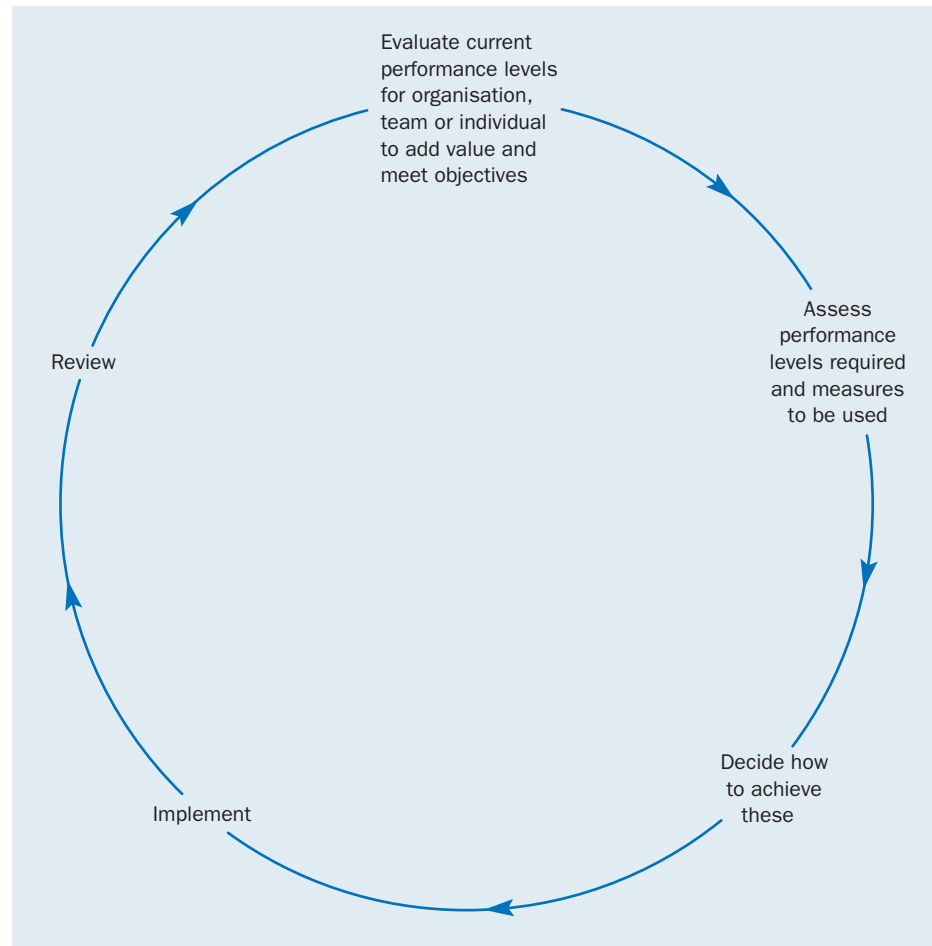 Evaluate current
performance levels
for organisation,
team or individual
to add value and
meet objectives
Assess
performance
levels required
and measures
to be used
Decide how
to achieve
these
Implement
Review